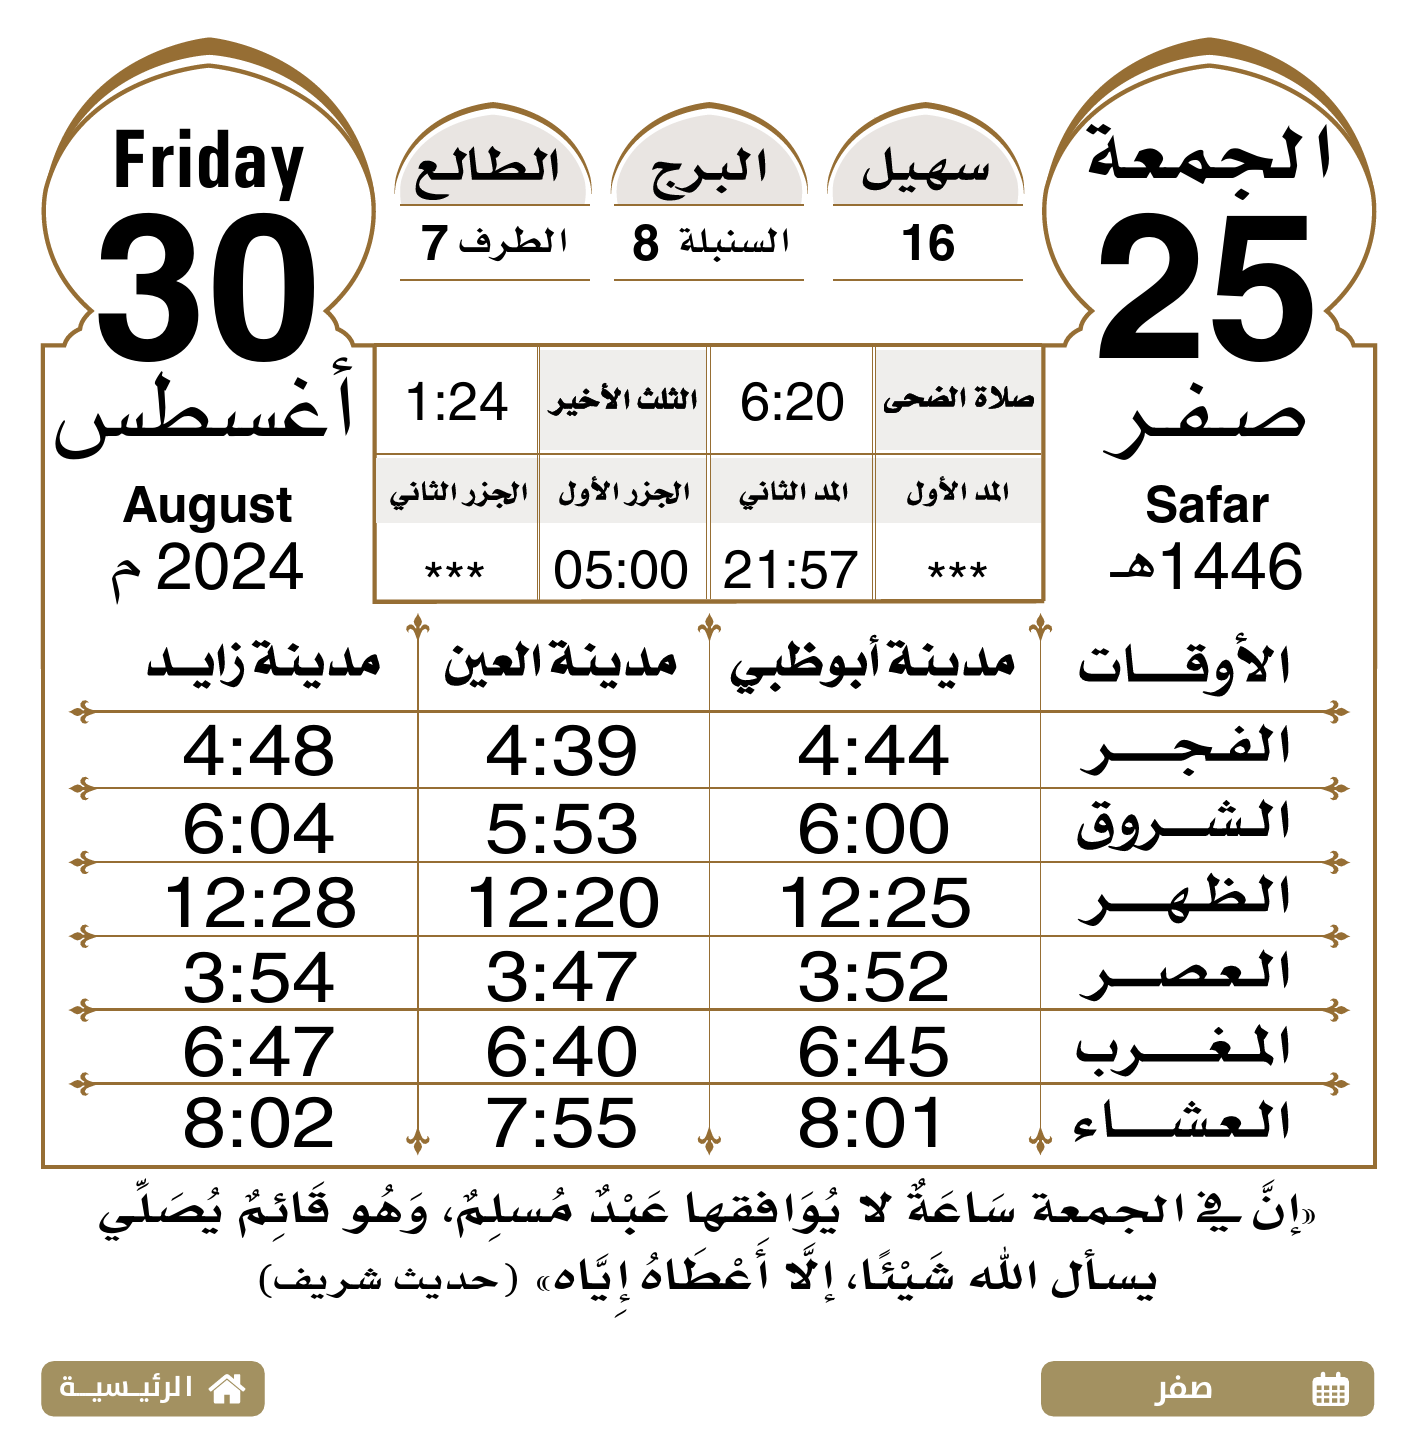 الجمعة
25
صفر
Safar
1446هـ
سهيل
16
البرج
السنبلة 8
الطالع
الطرف 7
Friday
30
أغسطس
August
2024 م
صلاة الضحى 6:20 الثلث الأخير 1:24
المد الأول المد الثاني الجزر الأول الجزر الثاني
*** 21:57 05:00 ***
الأوقات مدينة أبوظبي مدينة العين مدينة زايد
الفجر 4:44 4:39 4:48
الشروق 6:00 5:53 6:04
الظهر 12:25 12:20 12:28
العصر 3:52 3:47 3:54
المغرب 6:45 6:40 6:47
العشاء 8:01 7:55 8:02
«إنَّ في الجمعة سَاعَةٌ لا يُوَافِقها عَبْدٌ مُسلِمٌ، وَهُو قَائِمٌ يُصَلِّي
يسأل الله شَيْئًا، إلَّا أَعْطَاهُ إِيَّاه» (حديث شريف)
صفر
الرئيسية